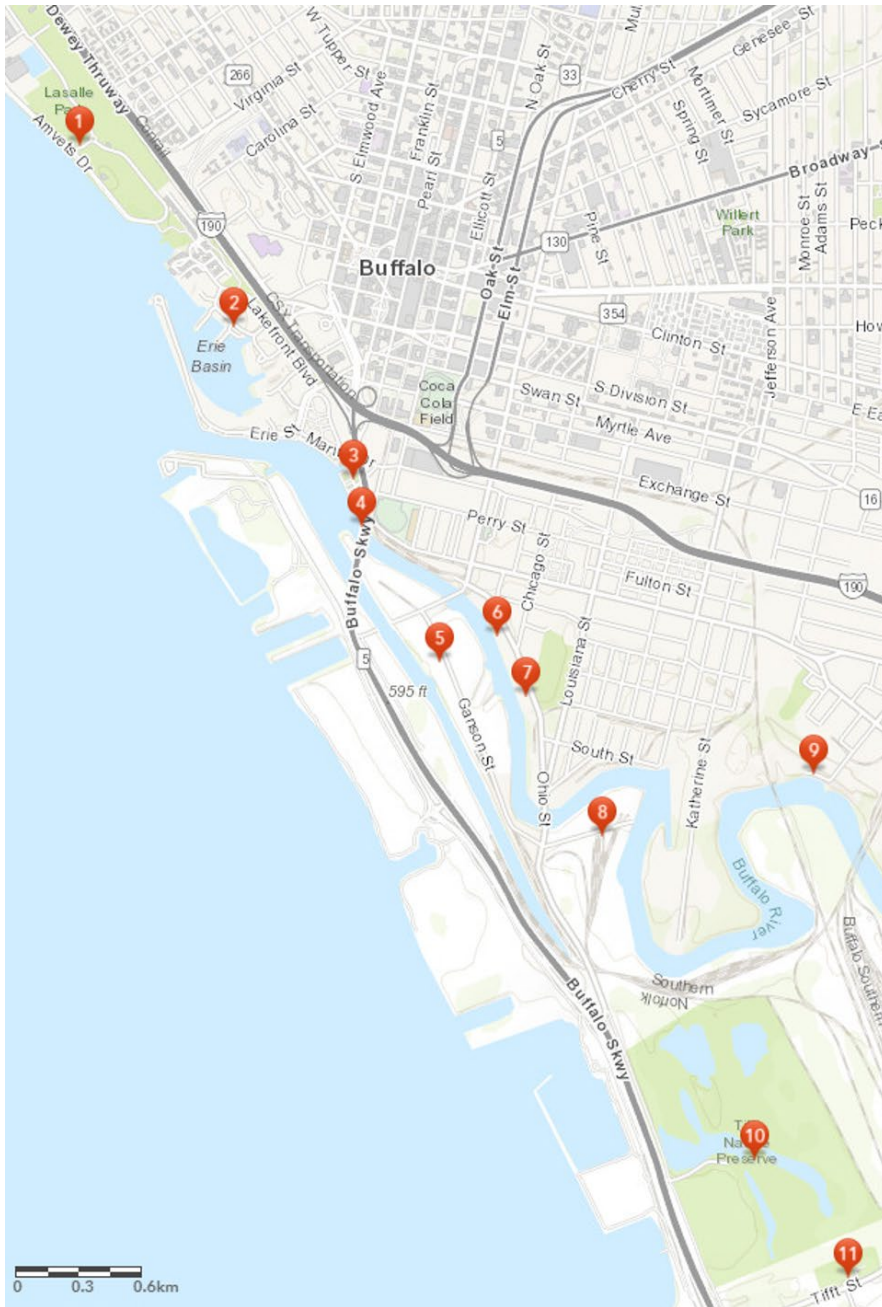 Dewey Thruway
W Tupper St
266
Virginia St
Carolina St
S Elmwood Ave
Franklin St
Pearl St
N Oak St
33
5
Cherry St
Genesee St
Mortimer St
Spring St
Sycamore St
Broadway
Lasalle
1
Amvets Dr
Conrail
190
Ellicott St
130
Pine St
Willert
Park
Monroe St
Adams St
Peck
Buffalo
Oak St
Elm St
2
CSX Transportation
Lakefront Blvd
Erie
Basin
354
Clinton St
Jefferson Ave
Coca
Cola
Field
Swan St
S Division St
Myrtle Ave
Erie St
3
4
Exchange St
16
Perry St
Chicago St
Fulton St
190
Buffalo Skwy
5
5
6
7
Louisiana St
595 ft
Ganson St
South St
Katherine St
Ohio St
8
9
Buffalo
River
Buffalo Southern
Southern
Norfolk
Buffalo Skwy
10
Preserve
11
Tifft St
0 0.3 0.6km